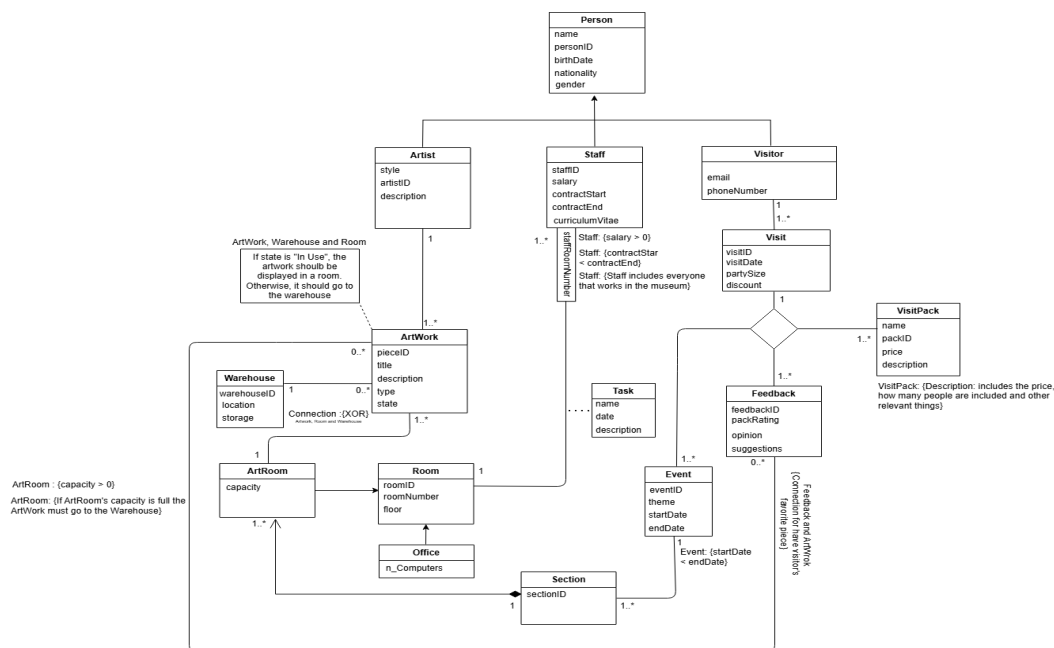 Person
name
personID
birthDate
nationality
gender
Artist
style
artistID
description
Staff
staffID
salary
contractStart
contractEnd
curriculumVitae
Visitor
email
phoneNumber
1
1..*
Visit
visitID
visitDate
partySize
discount
1
1
1..*
staffRoomNumber
Staff: {salary > 0}
Staff: {contractStar
< contractEnd}
Staff: {Staff includes everyone
that works in the museum}
ArtWork, Warehouse and Room
If state is "In Use", the
artwork shoulb be
displayed in a room.
Otherwise, it should go to
the warehouse
1..*
0..*
ArtWork
pieceID
title
description
type
state
Warehouse
warehouseID
location
storage
1
0..*
Connection :{XOR}
Artwork, Room and Warehouse
1..*
VisitPack
name
packID
price
description
1..*
VisitPack: {Description: includes the price,
how many people are included and other
relevant things}
1..*
Feedback
feedbackID
packRating
opinion
suggestions
0..*
Task
name
date
description
1
ArtRoom
capacity
1..*
ArtRoom : {capacity > 0}
ArtRoom: {If ArtRoom's capacity is full the
ArtWork must go to the Warehouse}
Room
roomID
roomNumber
floor
1
Office
n_Computers
1..*
Event
eventID
theme
startDate
endDate
1
Event: {startDate
< endDate}
Feedback and ArtWrok
{Connection for have visitor's
favorite piece}
Section
sectionID
1
1..*